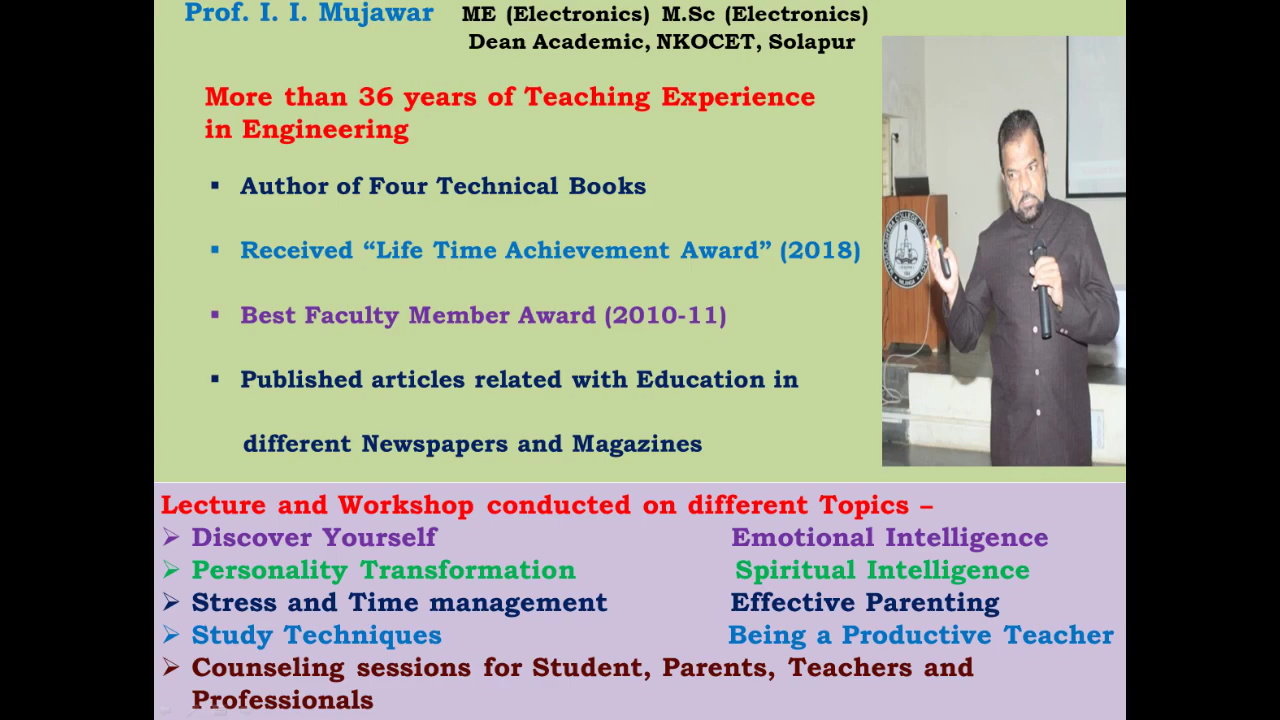 Prof. I. I. Mujawar ME (Electronics) M.Sc (Electronics)
Dean Academic, NKOCET, Solapur
More than 36 years of Teaching Experience
in Engineering
▪ Author of Four Technical Books
▪ Received “Life Time Achievement Award” (2018)
▪ Best Faculty Member Award (2010-11)
▪ Published articles related with Education in
different Newspapers and Magazines
Lecture and Workshop conducted on different Topics –
➢ Discover Yourself Emotional Intelligence
➢ Personality Transformation Spiritual Intelligence
➢ Stress and Time management Effective Parenting
➢ Study Techniques Being a Productive Teacher
➢ Counseling sessions for Student, Parents, Teachers and
Professionals